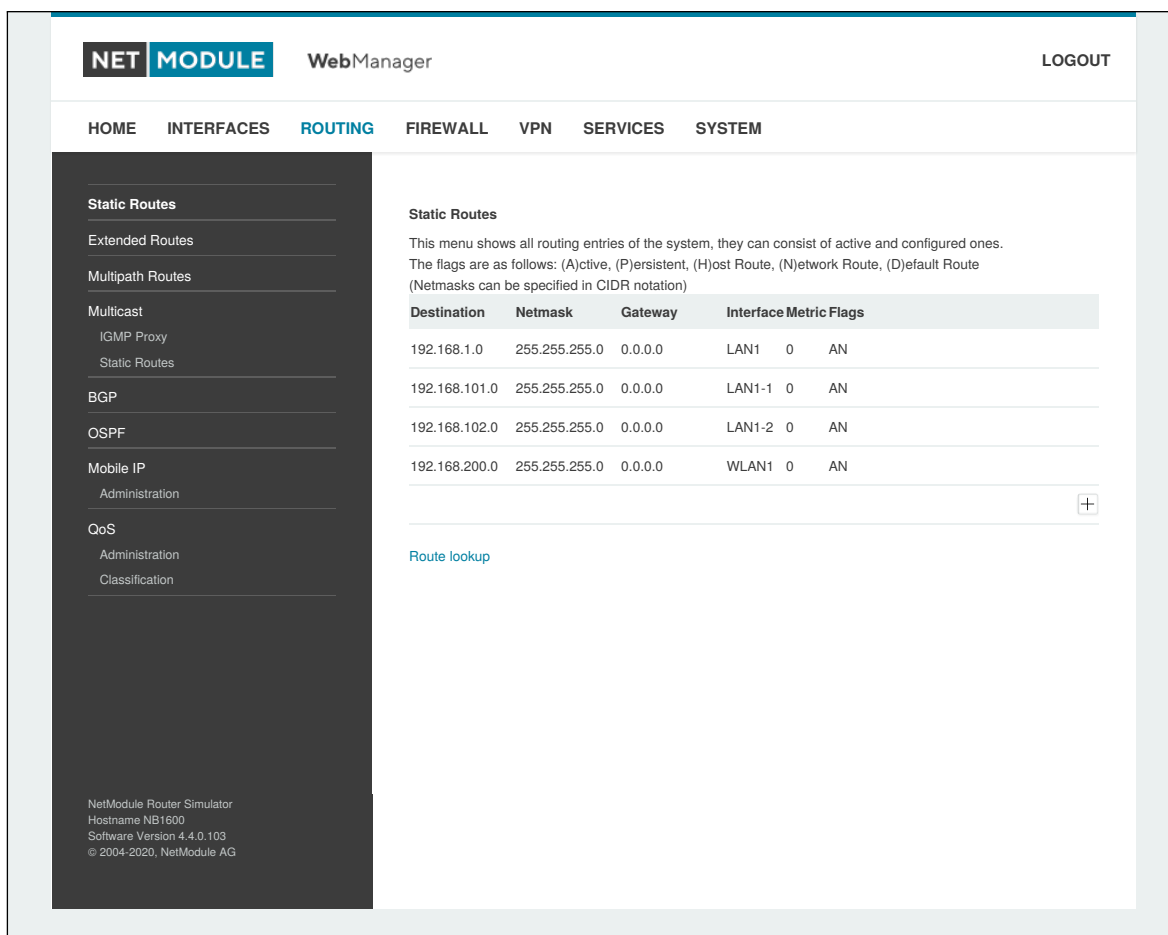 NET MODULE WebManager LOGOUT
HOME INTERFACES ROUTING FIREWALL VPN SERVICES SYSTEM
Static Routes
Extended Routes
Multipath Routes
Multicast
IGMP Proxy
Static Routes
BGP
OSPF
Mobile IP
Administration
QoS
Administration
Classification
NetModule Router Simulator
Hostname NB1600
Software Version 4.4.0.103
© 2004-2020, NetModule AG
Static Routes
This menu shows all routing entries of the system, they can consist of active and configured ones.
The flags are as follows: (A)ctive, (P)ersistent, (H)ost Route, (N)etwork Route, (D)efault Route
(Netmasks can be specified in CIDR notation)
Destination Netmask Gateway Interface Metric Flags
192.168.1.0 255.255.255.0 0.0.0.0 LAN1 0 AN
192.168.101.0 255.255.255.0 0.0.0.0 LAN1-1 0 AN
192.168.102.0 255.255.255.0 0.0.0.0 LAN1-2 0 AN
192.168.200.0 255.255.255.0 0.0.0.0 WLAN1 0 AN
Route lookup